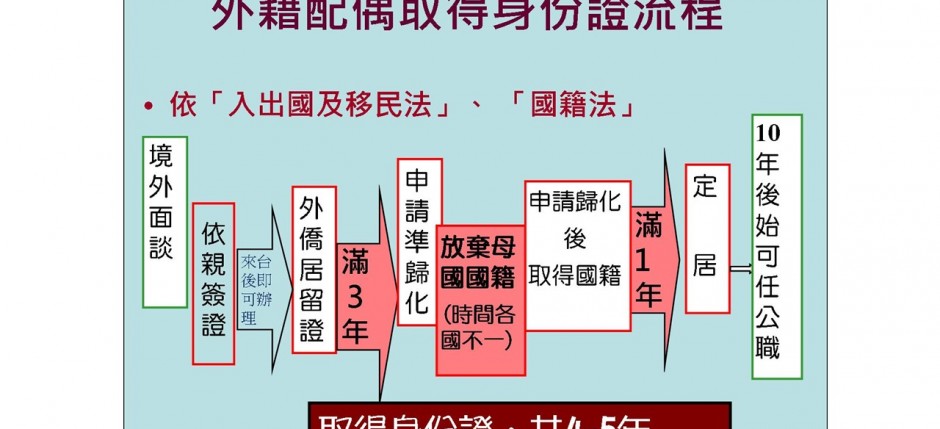 外籍配偶取得身份證流程
• 依「入出國及移民法」、「國籍法」
境外面談
依親簽證
來台後即可辦理
外僑居留證
滿3年
申請準歸化
放棄母
國國籍
(時間各
國不一)
申請歸化
後
取得國籍
滿1年
定居
10年後始可任公職
取得身份證，共4-5年